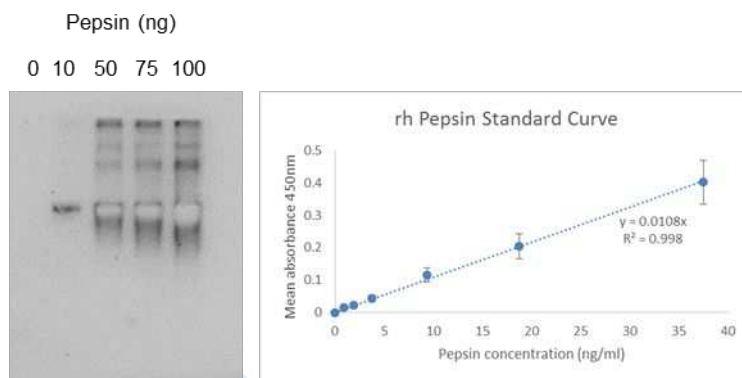 Pepsin (ng)
0 10 50 75 100
rh Pepsin Standard Curve
Mean absorbance 450nm
0.5
0.4
0.3
0.2
0.1
0
y = 0.0108x
R² = 0.998
0 5 10 15 20 25 30 35 40
Pepsin concentration (ng/ml)